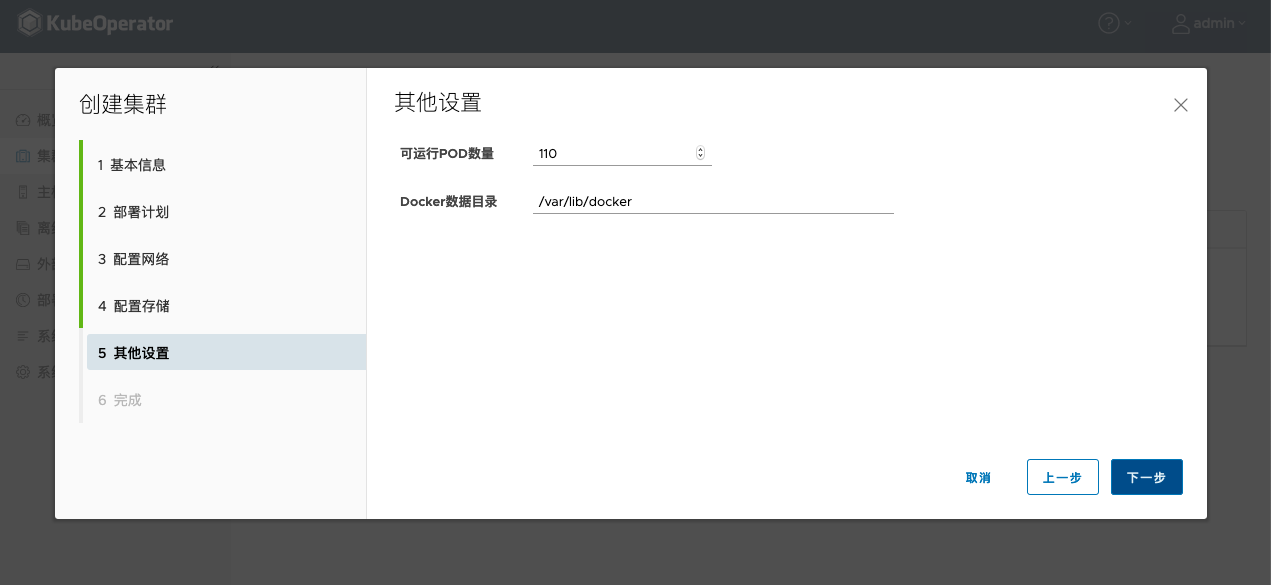 KubeOperator
admin
创建集群
1 基本信息
2 部署计划
3 配置网络
4 配置存储
5 其他设置
6 完成
其他设置
可运行POD数量 110
Docker数据目录 /var/lib/docker
取消 上一步 下一步